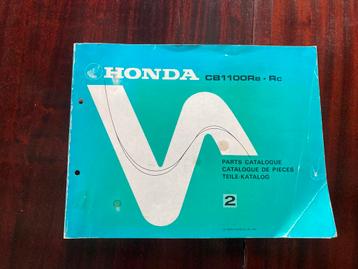 HONDA CB1100RB - RC
PARTS CATALOGUE
CATALOGUE DE PIECES
TEILE-KATALOG
2